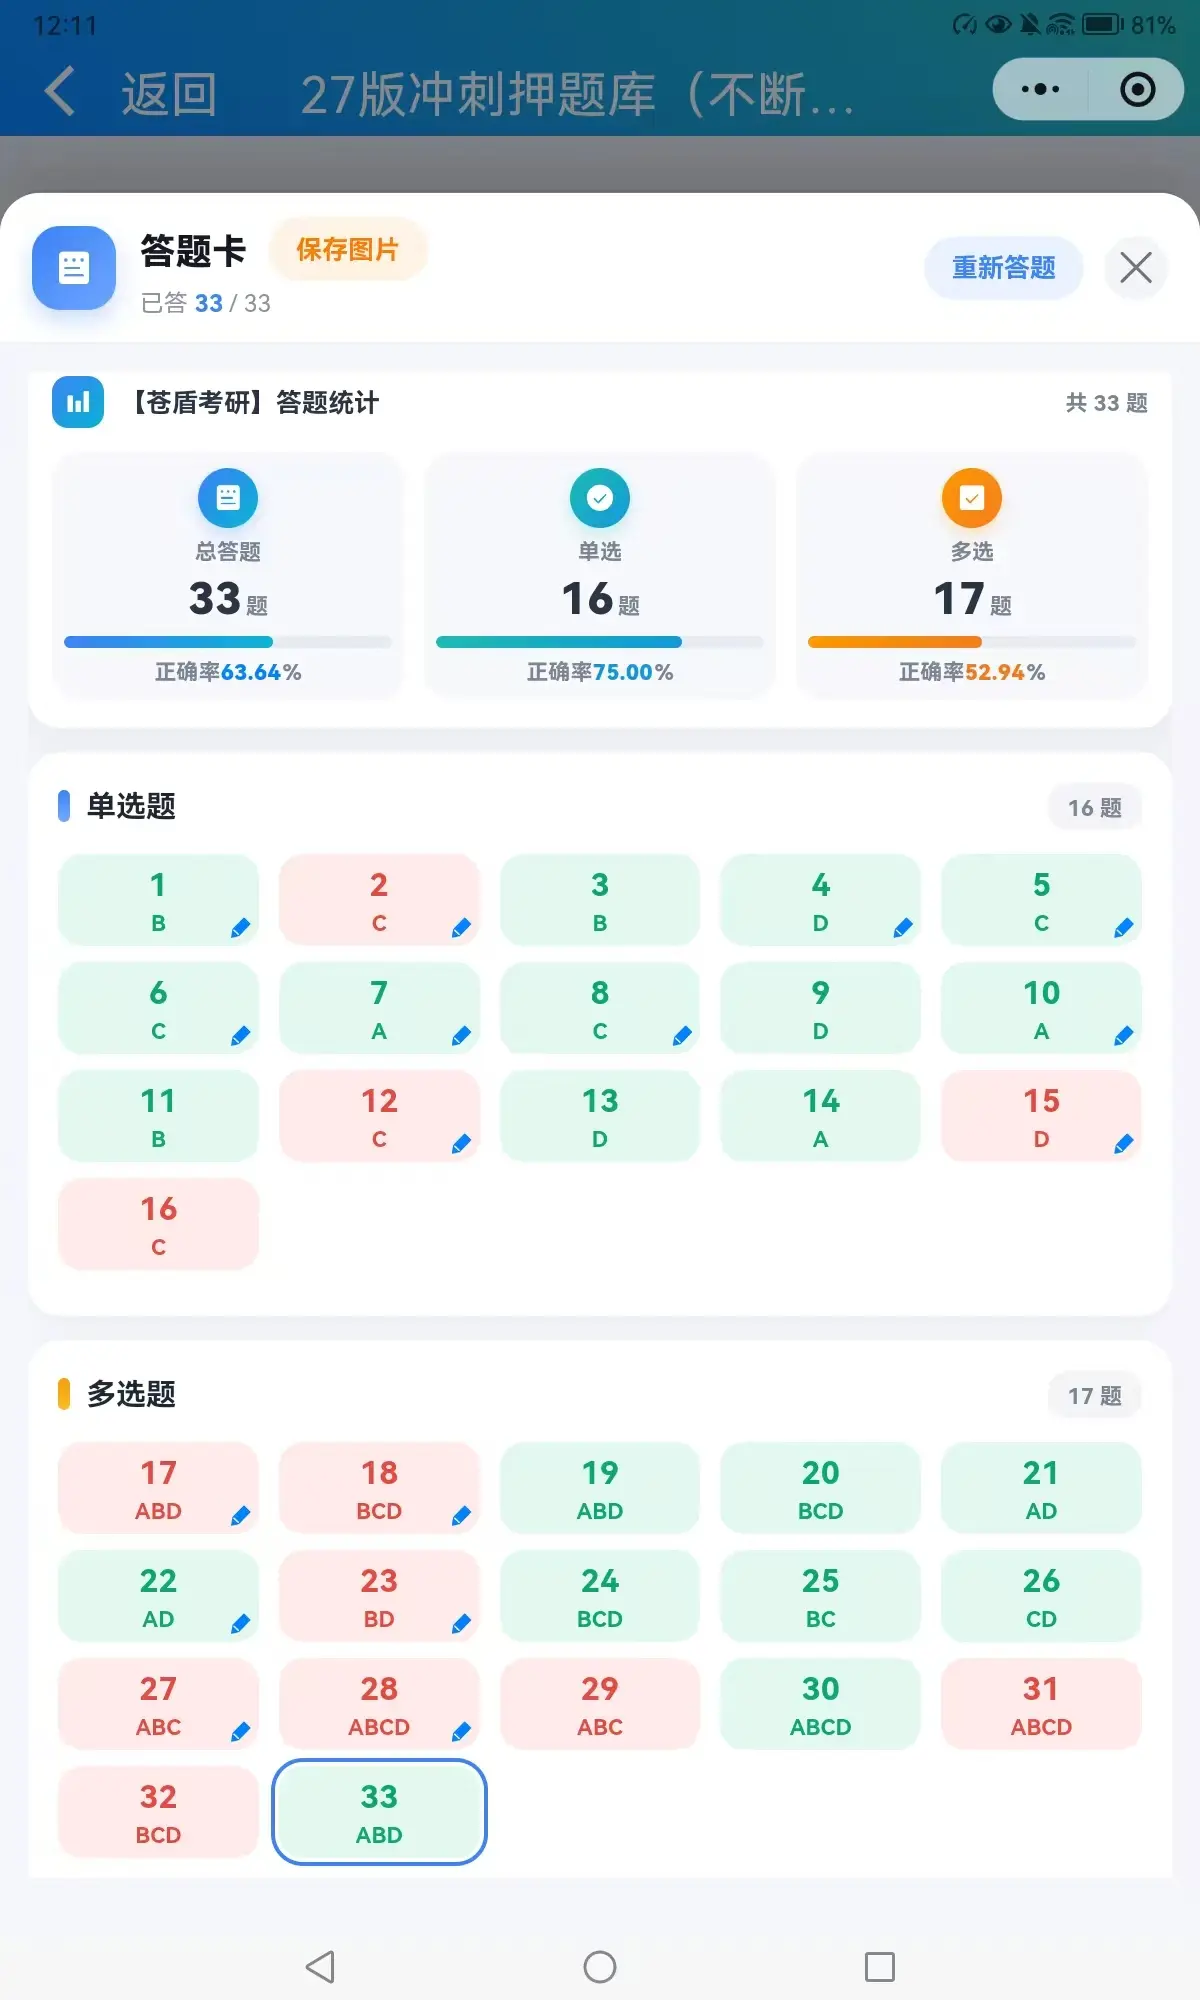 12:11
81%
返回
27版冲刺押题库（不断...
答题卡
保存图片
已答 33 / 33
重新答题
【苍盾考研】答题统计
共 33 题
总答题
33 题
正确率63.64%
单选
16 题
正确率75.00%
多选
17 题
正确率52.94%
单选题
16 题
1
B
2
C
3
B
4
D
5
C
6
C
7
A
8
C
9
D
10
A
11
B
12
C
13
D
14
A
15
D
16
C
多选题
17 题
17
ABD
18
BCD
19
ABD
20
BCD
21
AD
22
AD
23
BD
24
BCD
25
BC
26
CD
27
ABC
28
ABCD
29
ABC
30
ABCD
31
ABCD
32
BCD
33
ABD